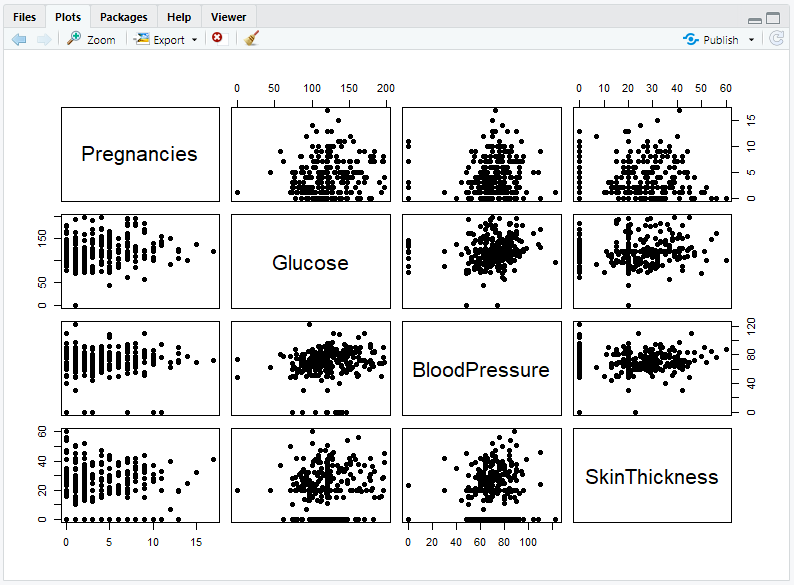 Files Plots Packages Help Viewer
Zoom Export Publish
0 50 100 150 200 0 10 20 30 40 50 60
Pregnancies 0 5 10 15
0 50 150 Glucose
BloodPressure 0 40 80 120
0 20 40 60 SkinThickness
0 5 10 15 0 20 40 60 80 100